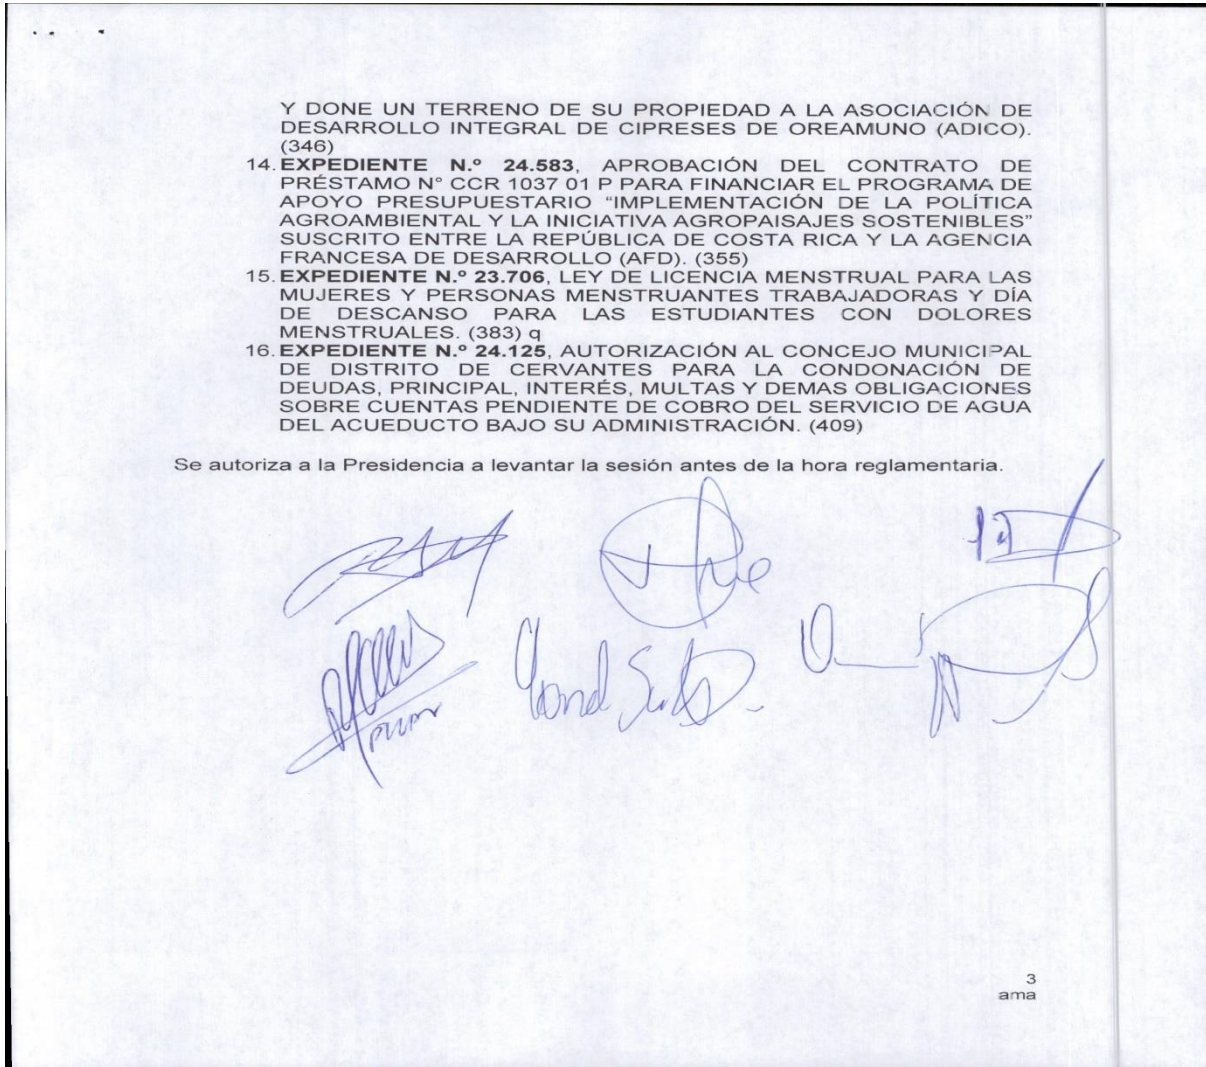 Y DONE UN TERRENO DE SU PROPIEDAD A LA ASOCIACIÓN DE
DESARROLLO INTEGRAL DE CIPRESES DE OREAMUNO (ADICO).
(346)
14. EXPEDIENTE N.º 24.583, APROBACIÓN DEL CONTRATO DE
PRÉSTAMO N° CCR 1037 01 P PARA FINANCIAR EL PROGRAMA DE
APOYO PRESUPUESTARIO “IMPLEMENTACIÓN DE LA POLÍTICA
AGROAMBIENTAL Y LA INICIATIVA AGROPAISAJES SOSTENIBLES”
SUSCRITO ENTRE LA REPÚBLICA DE COSTA RICA Y LA AGENCIA
FRANCESA DE DESARROLLO (AFD). (355)
15. EXPEDIENTE N.º 23.706, LEY DE LICENCIA MENSTRUAL PARA LAS
MUJERES Y PERSONAS MENSTRUANTES TRABAJADORAS Y DÍA
DE DESCANSO PARA LAS ESTUDIANTES CON DOLORES
MENSTRUALES. (383) q
16. EXPEDIENTE N.º 24.125, AUTORIZACIÓN AL CONCEJO MUNICIPAL
DE DISTRITO DE CERVANTES PARA LA CONDONACIÓN DE
DEUDAS, PRINCIPAL, INTERÉS, MULTAS Y DEMAS OBLIGACIONES
SOBRE CUENTAS PENDIENTE DE COBRO DEL SERVICIO DE AGUA
DEL ACUEDUCTO BAJO SU ADMINISTRACIÓN. (409)
Se autoriza a la Presidencia a levantar la sesión antes de la hora reglamentaria.
3
ama